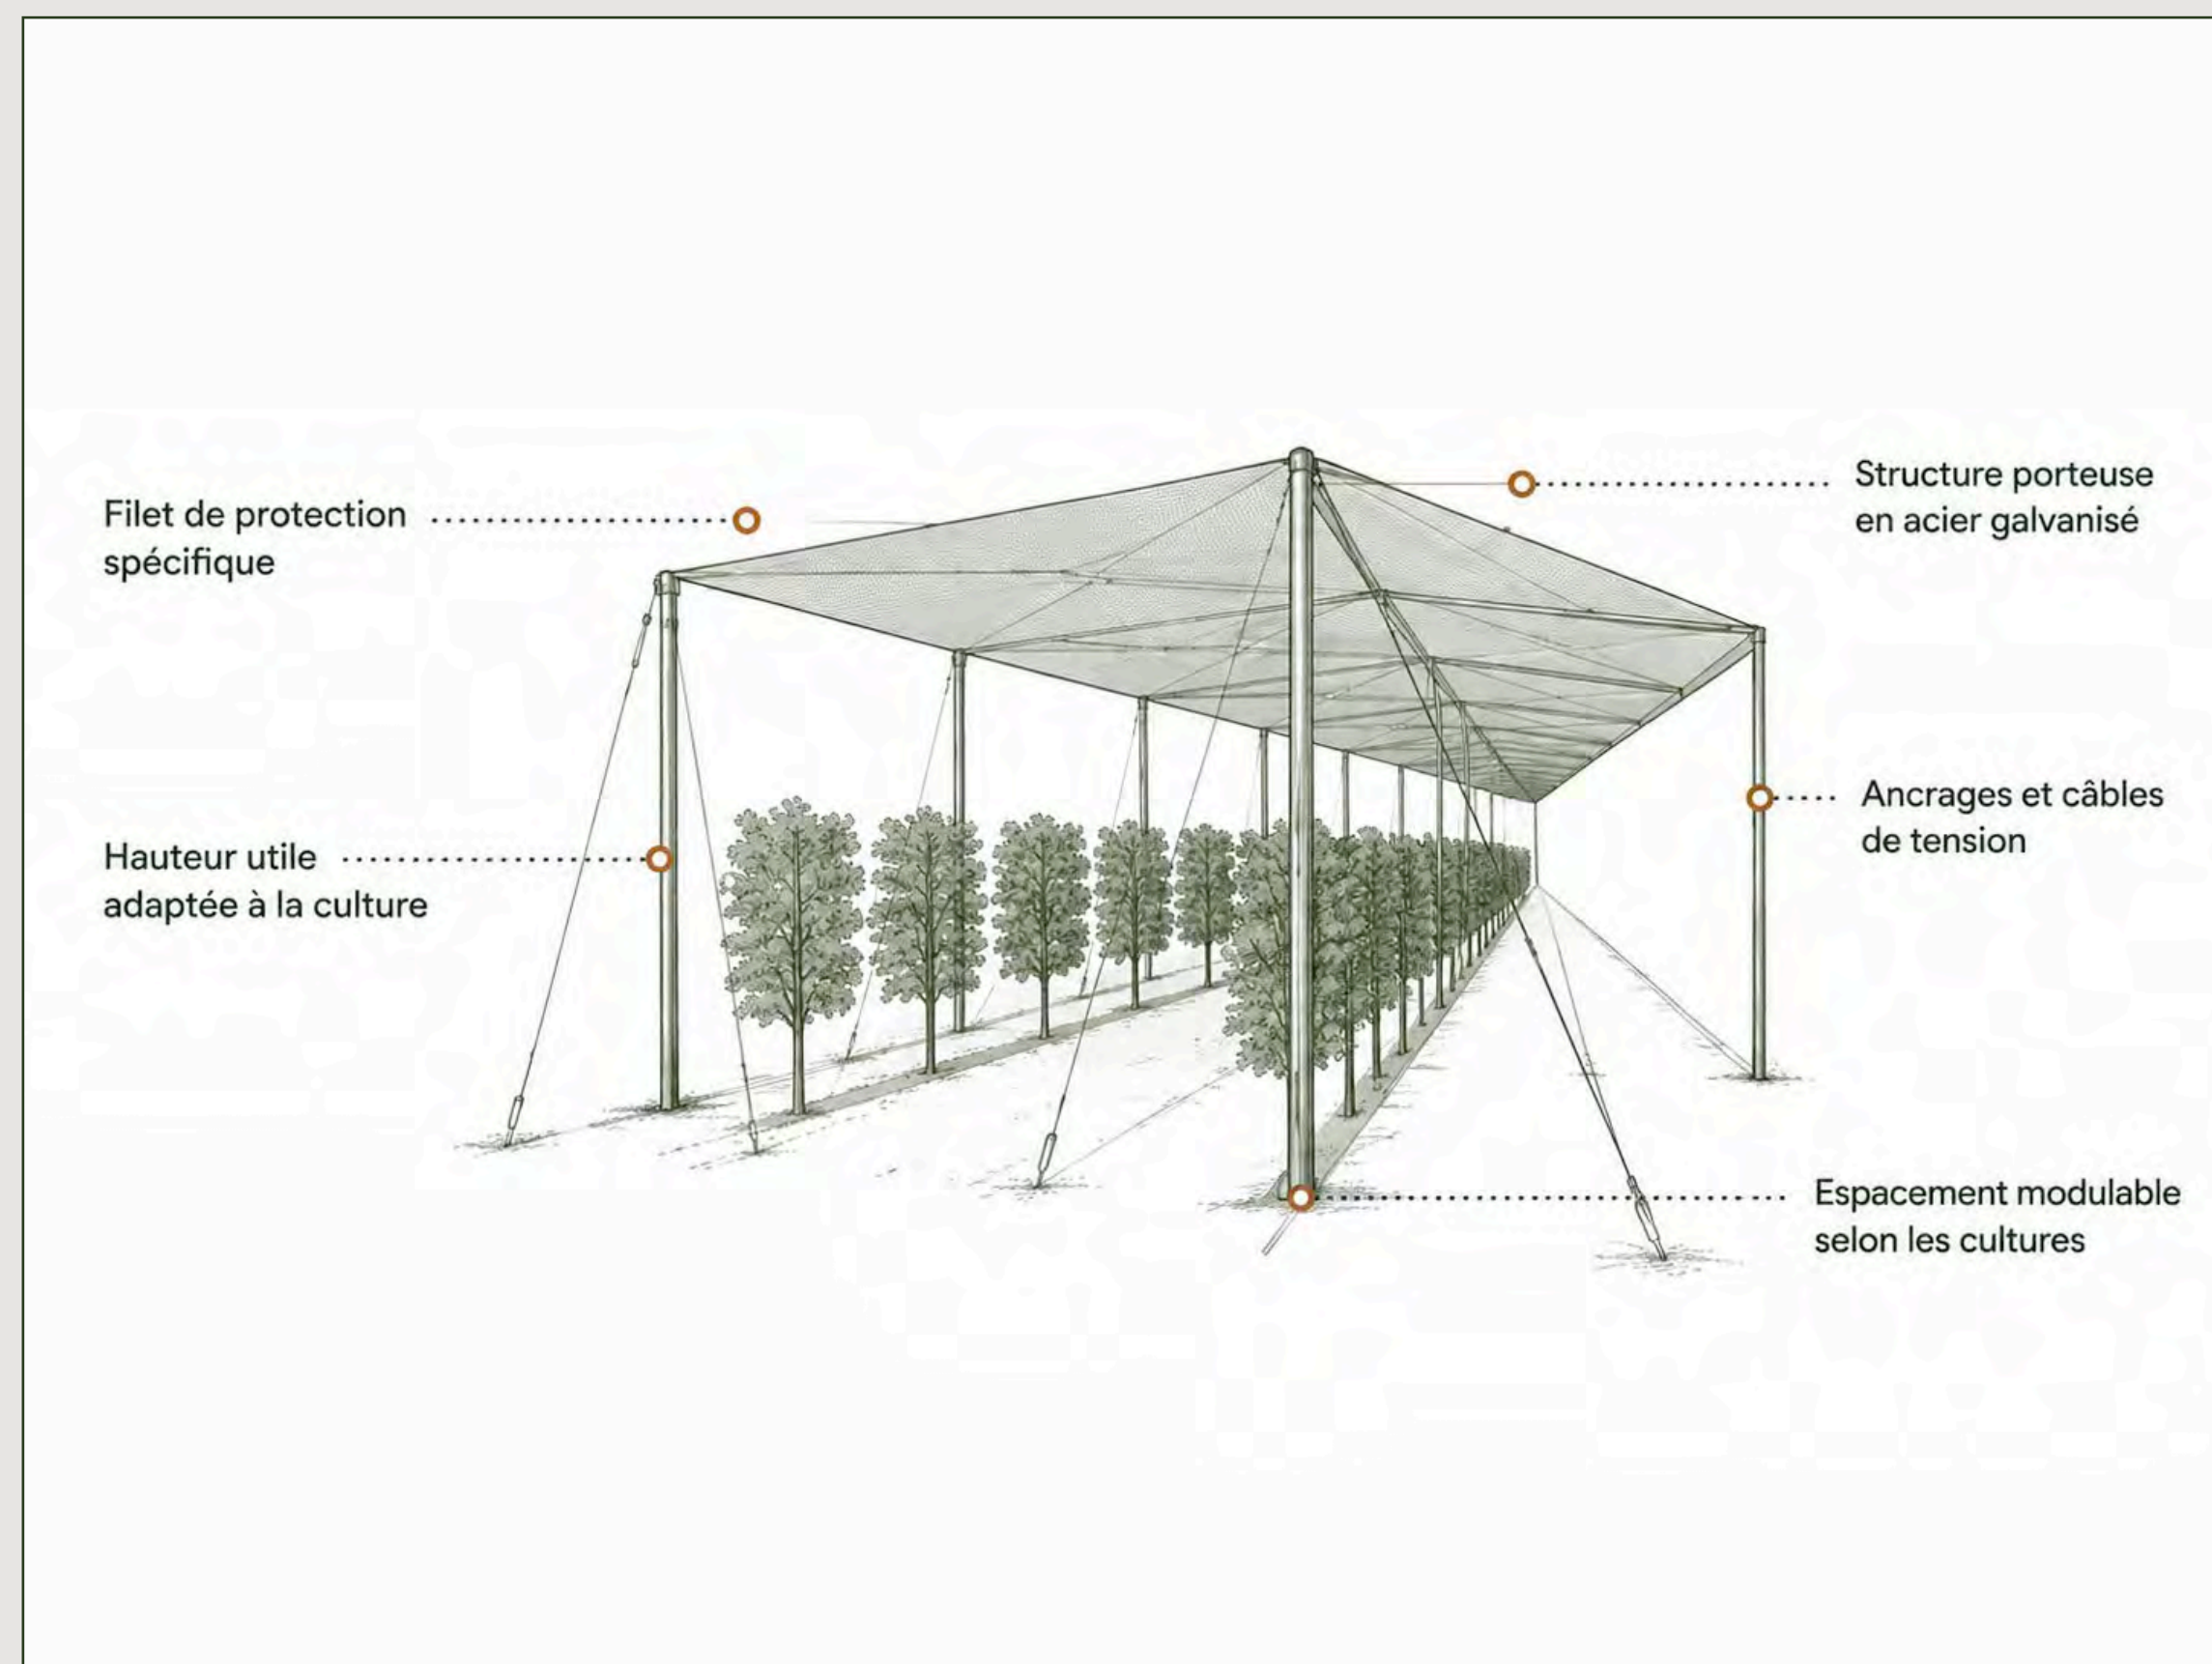 Filet de protection
spécifique
Structure porteuse
en acier galvanisé
Hauteur utile
adaptée à la culture
Ancrages et câbles
de tension
Espacement modulable
selon les cultures